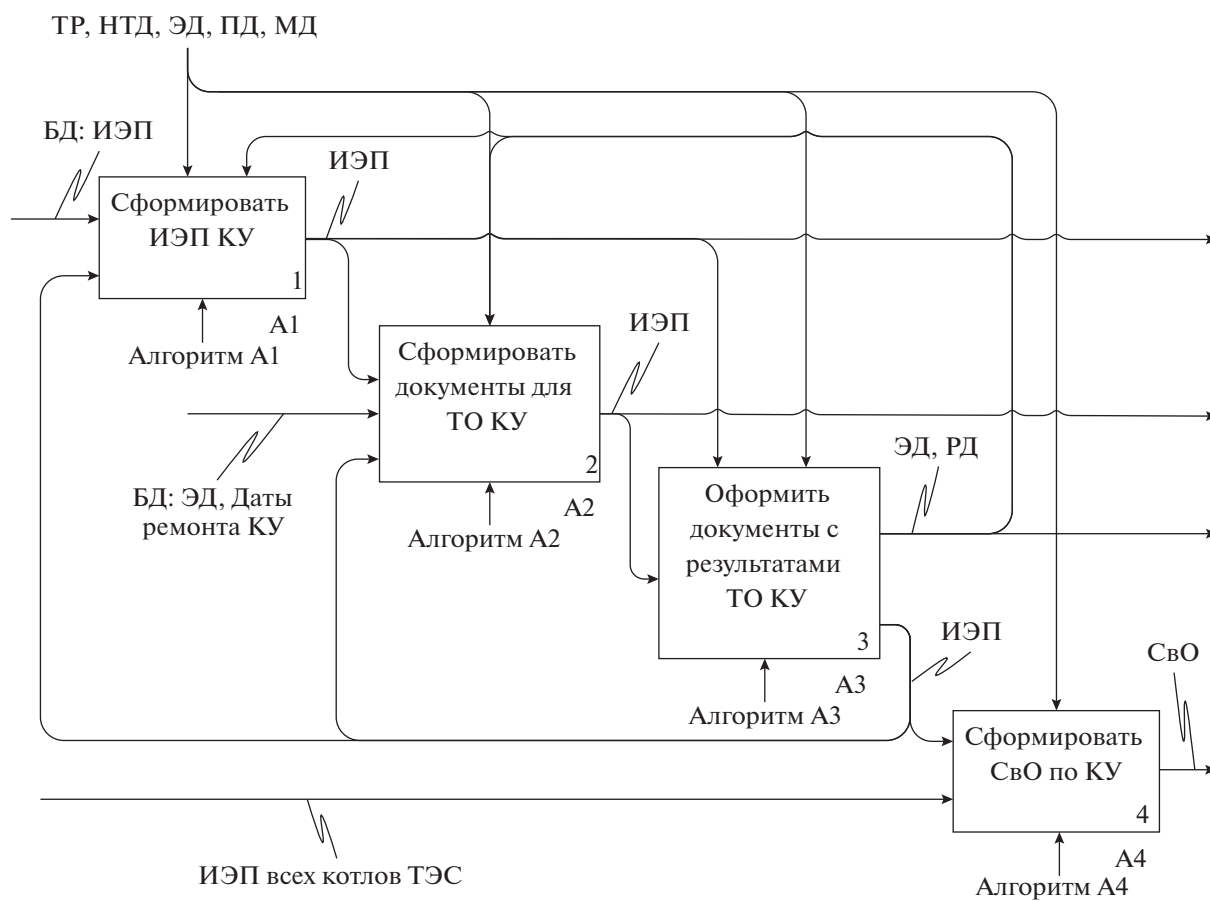 ТР, НТД, ЭД, ПД, МД
БД: ИЭП
ИЭП
Сформировать
ИЭП КУ
1
А1
Алгоритм А1
ИЭП
Сформировать
документы для
ТО КУ
2
А2
Алгоритм А2
БД: ЭД, Даты
ремонта КУ
ЭД, РД
Оформить
документы с
результатами
ТО КУ
3
А3
Алгоритм А3
ИЭП
СвО
Сформировать
СвО по КУ
4
А4
Алгоритм А4
ИЭП всех котлов ТЭС